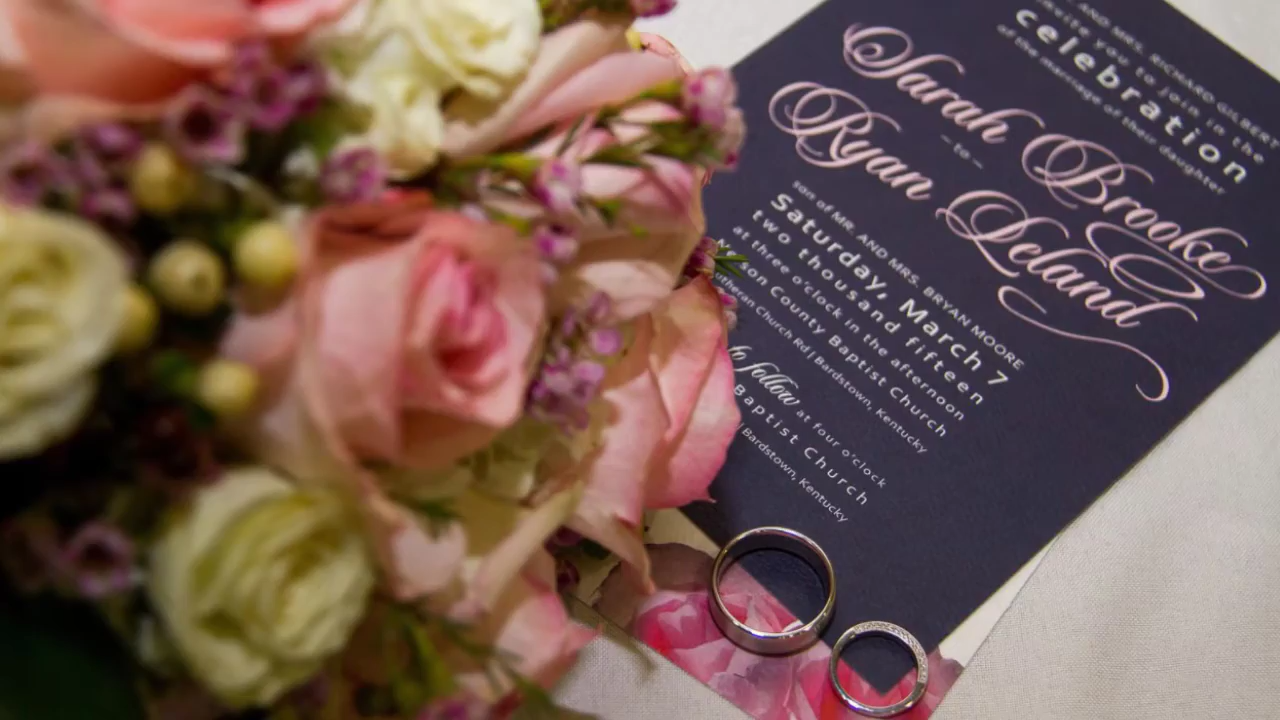 AND MRS. RICHARD GILBERT
invite you to join in the
celebration
of the marriage of their daughter
Sarah Brooke
~ to ~
Ryan Leland
son of MR. AND MRS. BRYAN MOORE
Saturday, March 7
two thousand fifteen
at three o'clock in the afternoon
son County Baptist Church
utheran Church Rd | Bardstown, Kentucky
to follow at four o'clock
Baptist Church
| Bardstown, Kentucky